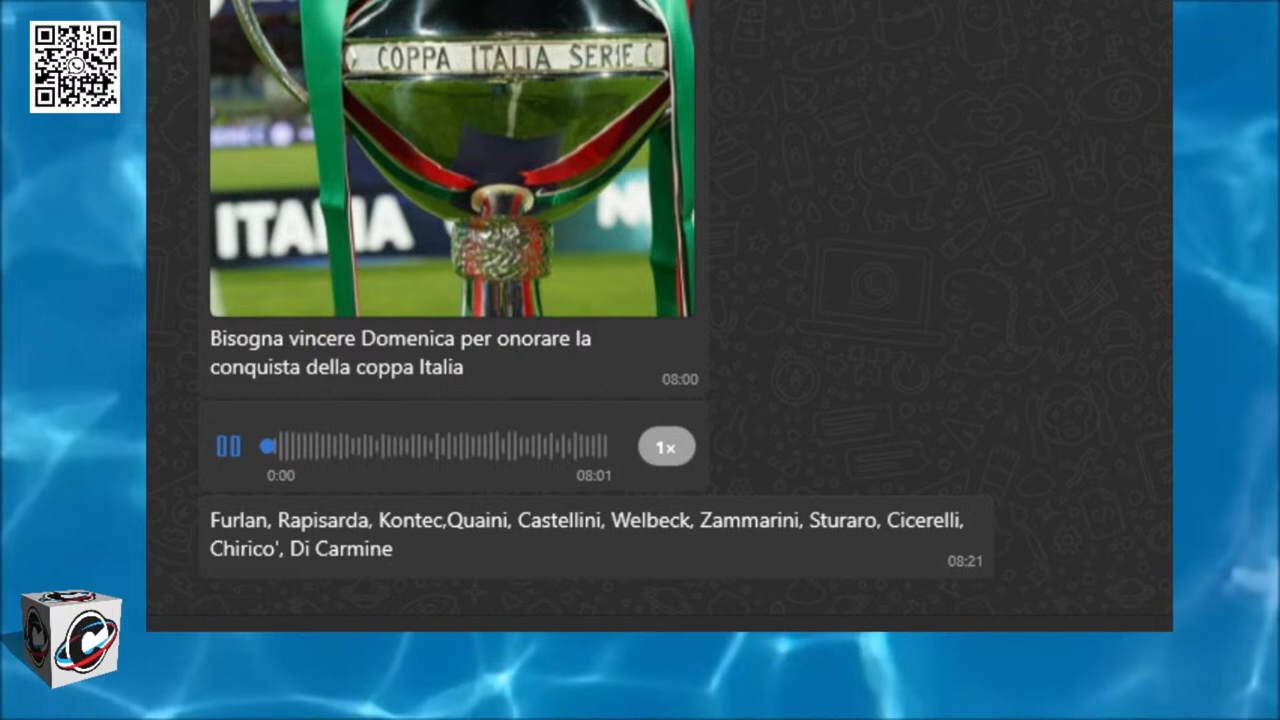 COPPA ITALIA SERIE C
ITALIA
Bisogna vincere Domenica per onorare la
conquista della coppa Italia
08:00
1x
0:00
08:01
Furlan, Rapisarda, Kontec,Quaini, Castellini, Welbeck, Zammarini, Sturaro, Cicerelli,
Chirico', Di Carmine
08:21